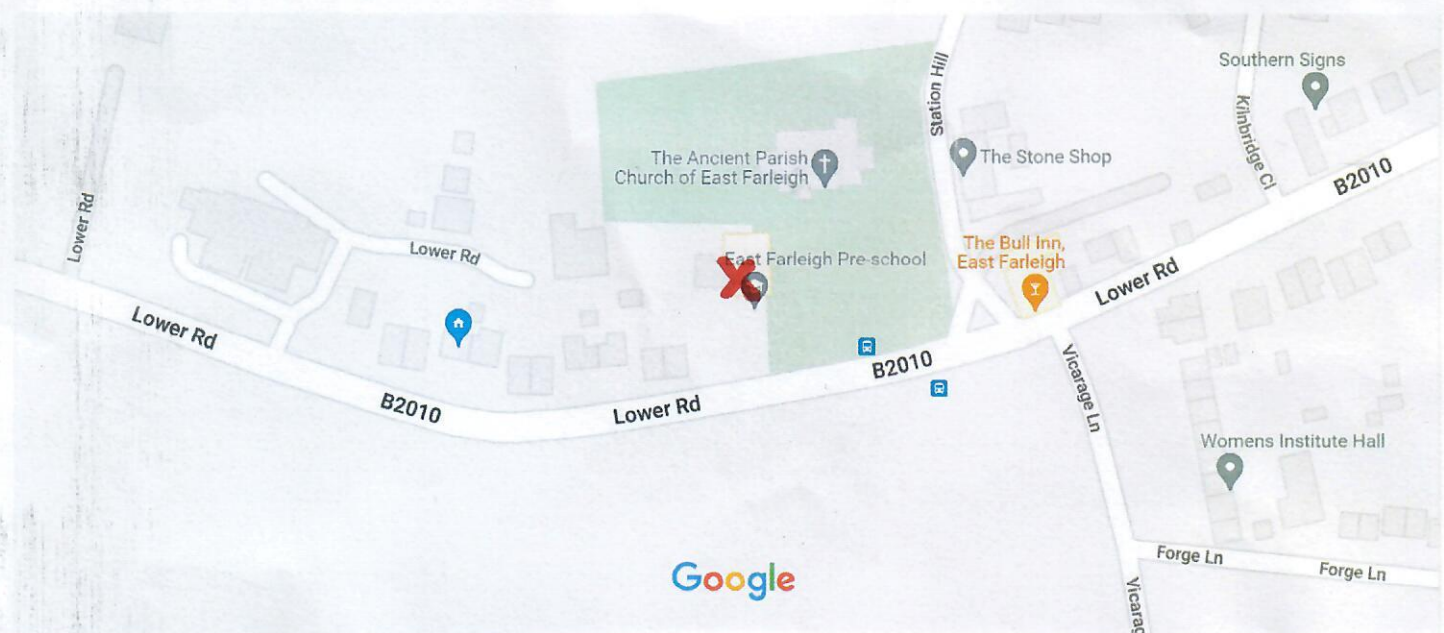 Southern Signs
Station Hill
Kilnbridge Cl
The Ancient Parish
Church of East Farleigh
The Stone Shop
B2010
Lower Rd
Lower Rd
East Farleigh Pre-school
The Bull Inn,
East Farleigh
Lower Rd
Lower Rd
B2010
Vicarage Ln
B2010
Lower Rd
Womens Institute Hall
Forge Ln
Forge Ln
Google
Vicarag